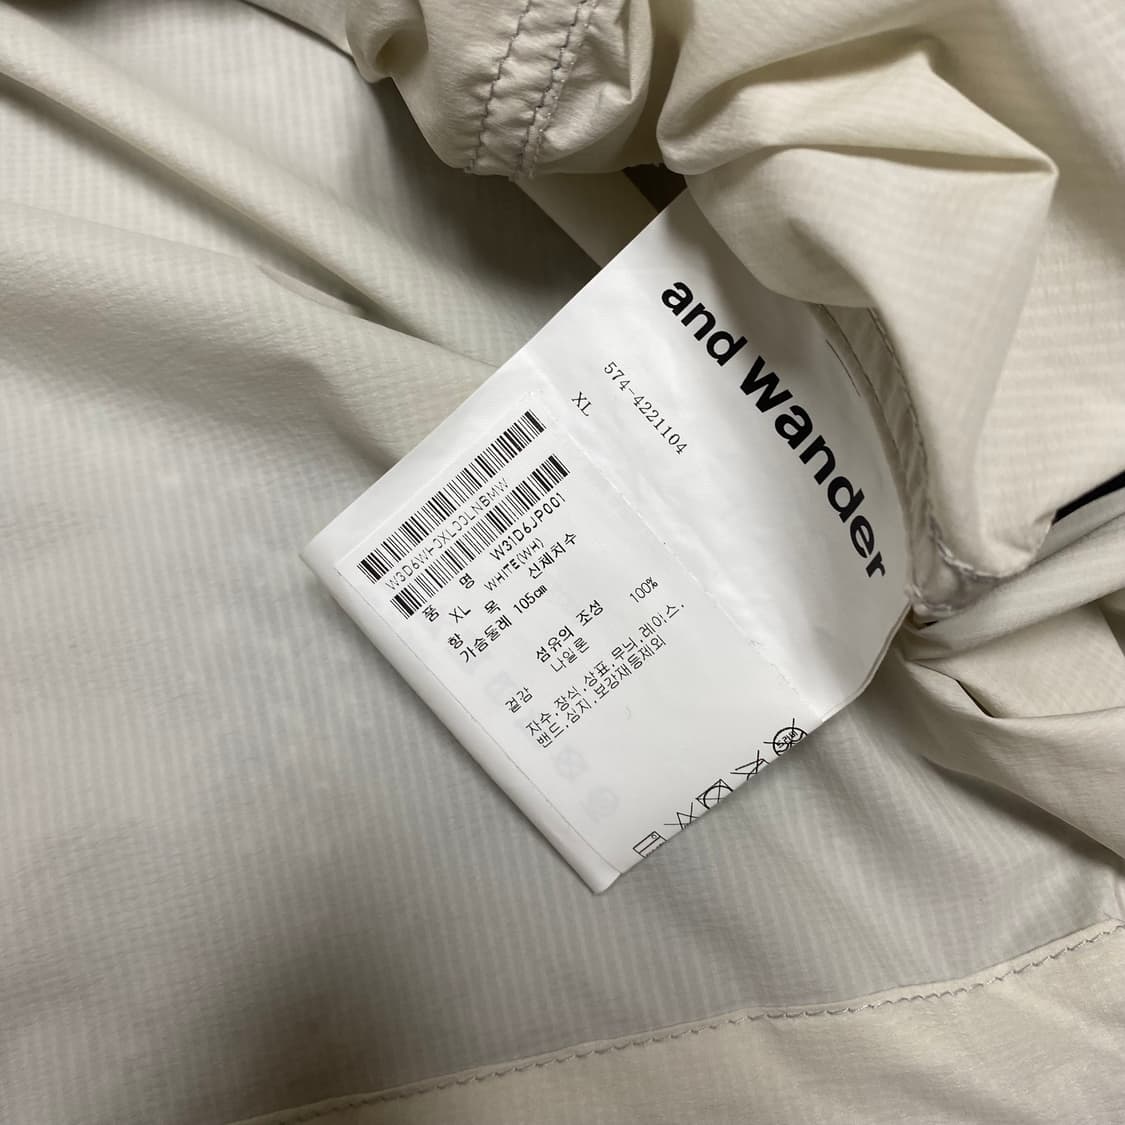 and wander
574-4221104
XL
W31D6JP001
품 명
XL WHITE(WH)
항 목 신체치수
가슴둘레 105cm
섬유의 조성
겉감 나일론 100%
자수,장식,상표,무늬,레이스,
밴드,심지,보강재등제외